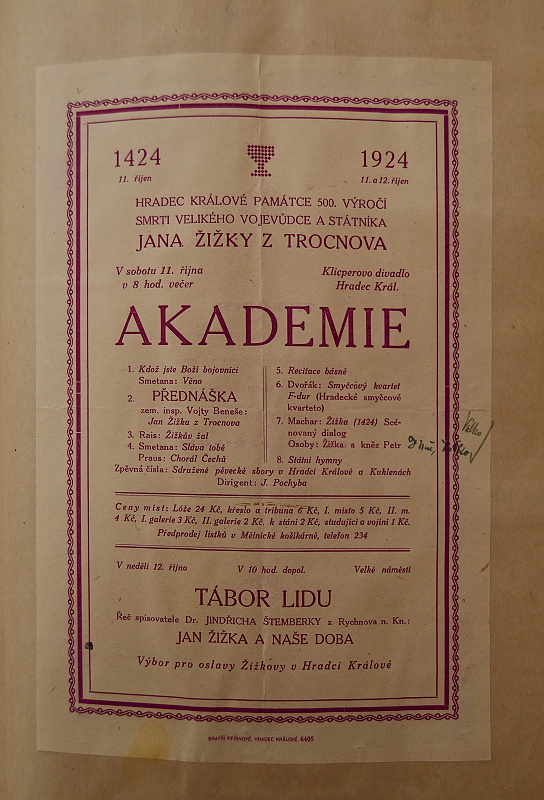 1424
11. říjen
1924
11. a 12. říjen
HRADEC KRÁLOVÉ PAMÁTCE 500. VÝROČÍ
SMRTI VELIKÉHO VOJEVŮDCE A STÁTNÍKA
JANA ŽIŽKY Z TROCNOVA
V sobotu 11. října
v 8 hod. večer
Klicperovo divadlo
Hradec Král.
AKADEMIE
1. Kdož jste Boží bojovníci
Smetana: Věno
2. PŘEDNÁŠKA
zem. insp. Vojty Beneše:
Jan Žižka z Trocnova
3. Rais: Žižkův žal
4. Smetana: Sláva tobě
Praus: Chorál Čechů
5. Recitace básně
6. Dvořák: Smyčcový kvartet
F-dur (Hradecké smyčcové
kvarteto)
7. Machar: Žižka (1424) Scé-
novaný dialog
Osoby: Žižka a kněz Petr
8. Státní hymny
Zpěvná čísla: Sdružené pěvecké sbory v Hradci Králové a Kuklenách
Dirigent: J. Pochyba
Ceny míst: Lóže 24 Kč, křeslo a tribuna 6 Kč, I. místo 5 Kč, II. m.
4 Kč, I. galerie 3 Kč, II. galerie 2 Kč, k stání 2 Kč, studující a vojíni 1 Kč.
Předprodej lístků v Mělnické košíkárně, telefon 234
V neděli 12. října V 10 hod. dopol. Velké náměstí
TÁBOR LIDU
Řeč spisovatele Dr. JINDŘICHA ŠTEMBERKY z Rychnova n. Kn.:
JAN ŽIŽKA A NAŠE DOBA
Výbor pro oslavy Žižkovy v Hradci Králové
BRATŘI PEŘINOVÉ, HRADEC KRÁLOVÉ 6405